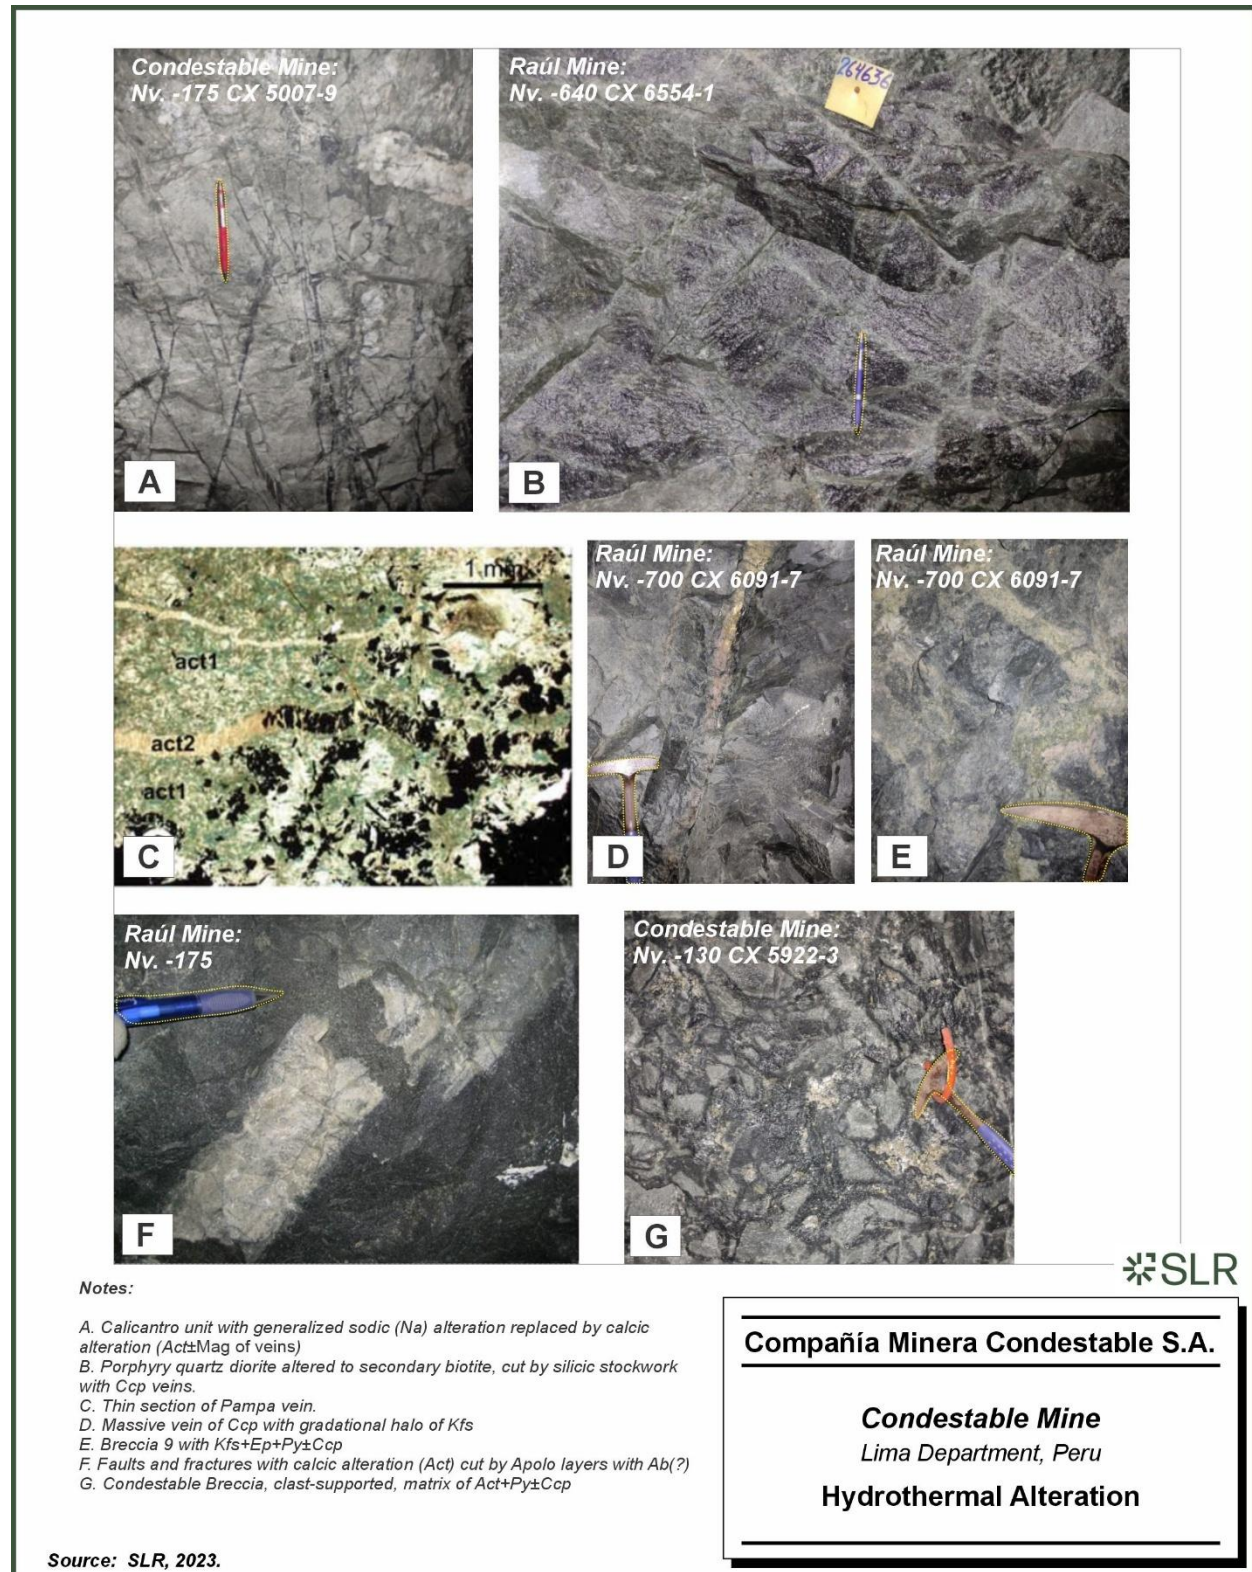 Condestable Mine:
Nv. -175 CX 5007-9
A
Raúl Mine:
Nv. -640 CX 6554-1
264636
B
1 mm
act1
act2
act1
C
Raúl Mine:
Nv. -700 CX 6091-7
D
Raúl Mine:
Nv. -700 CX 6091-7
E
Raúl Mine:
Nv. -175
F
Condestable Mine:
Nv. -130 CX 5922-3
G
SLR
Notes:
A. Calicantro unit with generalized sodic (Na) alteration replaced by calcic
alteration (Act±Mag of veins)
B. Porphyry quartz diorite altered to secondary biotite, cut by silicic stockwork
with Ccp veins.
C. Thin section of Pampa vein.
D. Massive vein of Ccp with gradational halo of Kfs
E. Breccia 9 with Kfs+Ep+Py±Ccp
F. Faults and fractures with calcic alteration (Act) cut by Apolo layers with Ab(?)
G. Condestable Breccia, clast-supported, matrix of Act+Py±Ccp
Compañía Minera Condestable S.A.
Condestable Mine
Lima Department, Peru
Hydrothermal Alteration
Source: SLR, 2023.